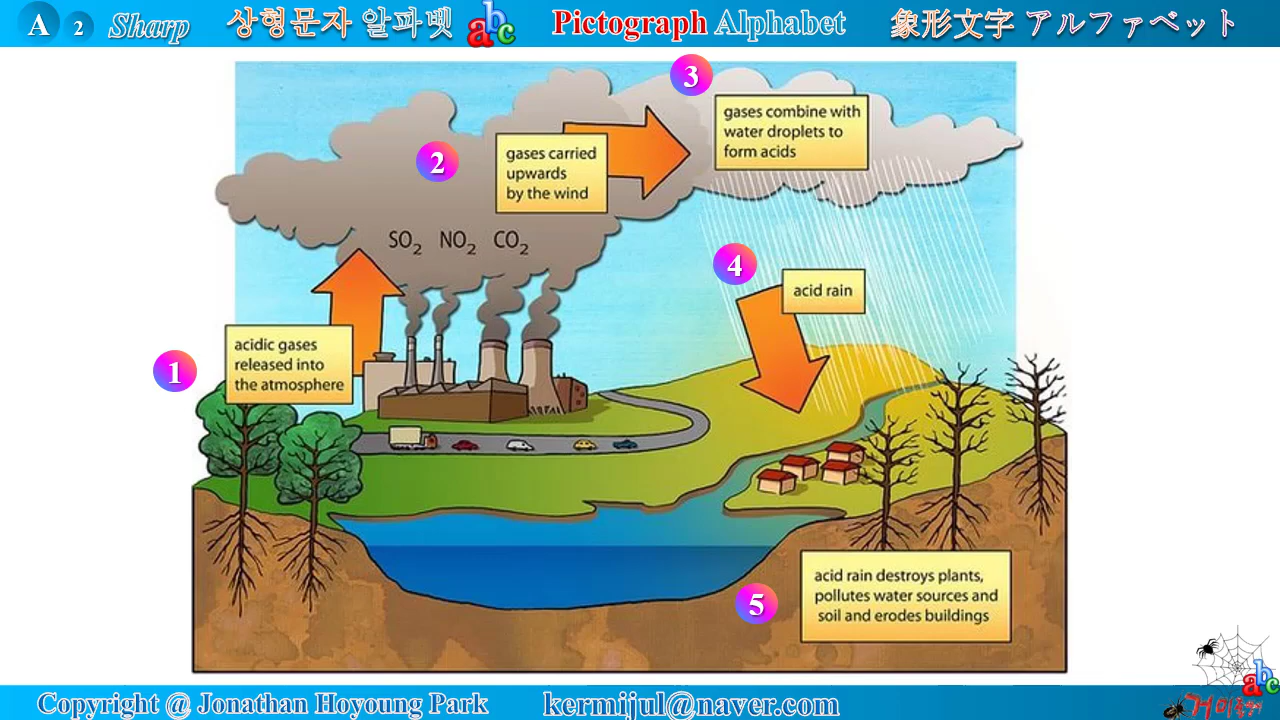 A 2 Sharp 상형문자 알파벳 abc Pictograph Alphabet 象形文字 アルファベット
3
gases combine with
water droplets to
form acids
2
gases carried
upwards
by the wind
SO₂ NO₂ CO₂
4
acid rain
1
acidic gases
released into
the atmosphere
5
acid rain destroys plants,
pollutes water sources and
soil and erodes buildings
abc
Copyright @ Jonathan Hoyoung Park kermijul@naver.com